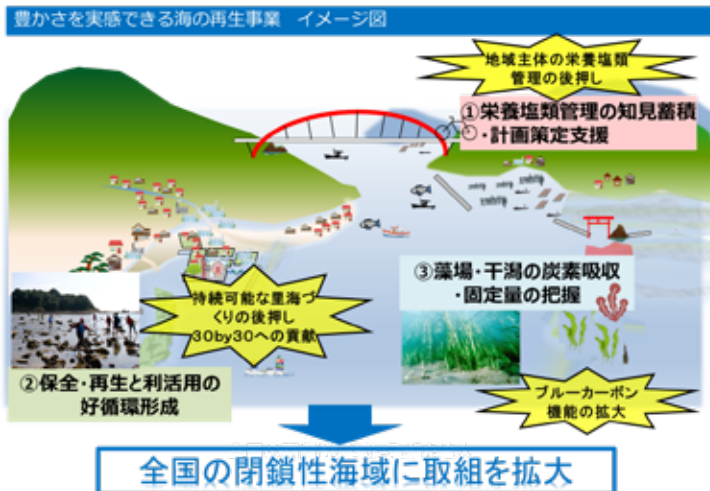 豊かさを実感できる海の再生事業　イメージ図
地域主体の栄養塩類
管理の後押し
①栄養塩類管理の知見蓄積
・計画策定支援
③藻場・干潟の炭素吸収
・固定量の把握
持続可能な里海づ
くりの後押し
30by30への貢献
②保全・再生と利活用の
好循環形成
ブルーカーボン
機能の拡大
全国の閉鎖性海域に取組を拡大